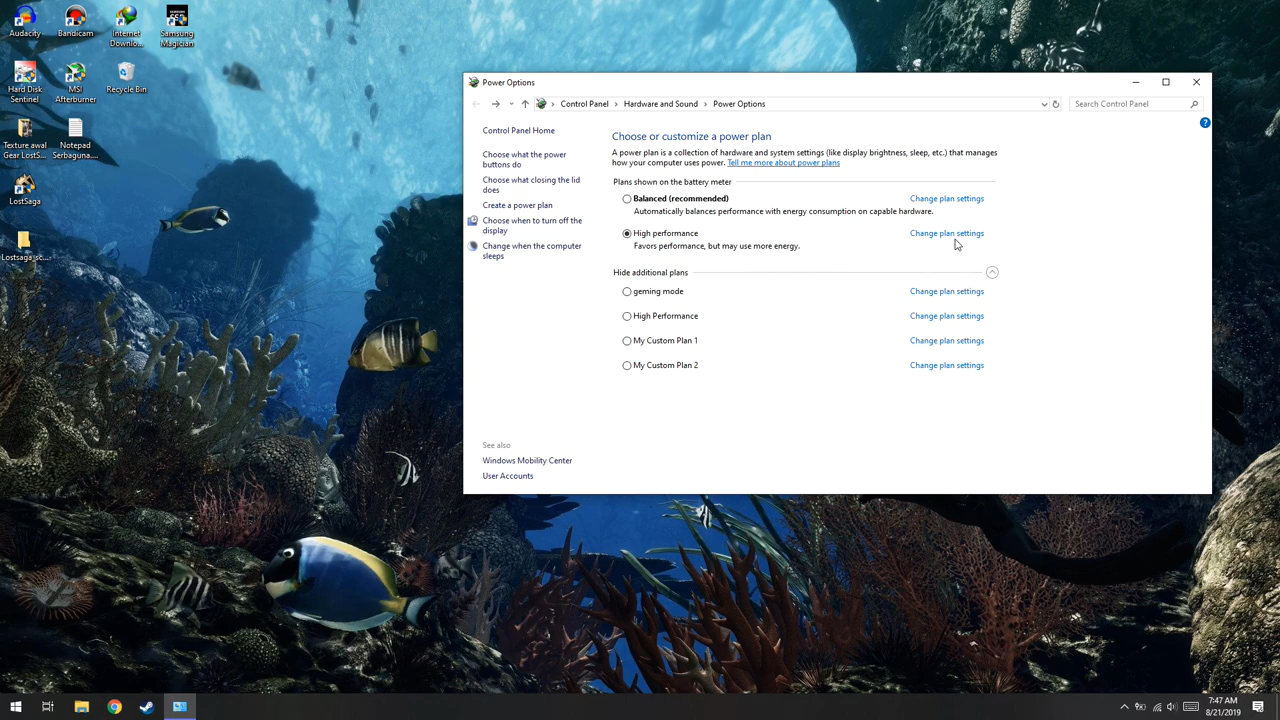 Audacity
Bandicam
Internet
Downlo...
Samsung
Magician
Hard Disk
Sentinel
MSI
Afterburner
Recycle Bin
Texture awal
Gear LostS...
Notepad
Serbaguna....
LostSaga
Lostsaga_sc...
Power Options
Control Panel
Hardware and Sound
Power Options
Search Control Panel
Control Panel Home
Choose what the power
buttons do
Choose what closing the lid
does
Create a power plan
Choose when to turn off the
display
Change when the computer
sleeps
See also
Windows Mobility Center
User Accounts
Choose or customize a power plan
A power plan is a collection of hardware and system settings (like display brightness, sleep, etc.) that manages
how your computer uses power. Tell me more about power plans
Plans shown on the battery meter
Balanced (recommended) Change plan settings
Automatically balances performance with energy consumption on capable hardware.
High performance Change plan settings
Favors performance, but may use more energy.
Hide additional plans
geming mode Change plan settings
High Performance Change plan settings
My Custom Plan 1 Change plan settings
My Custom Plan 2 Change plan settings
7:47 AM
8/21/2019